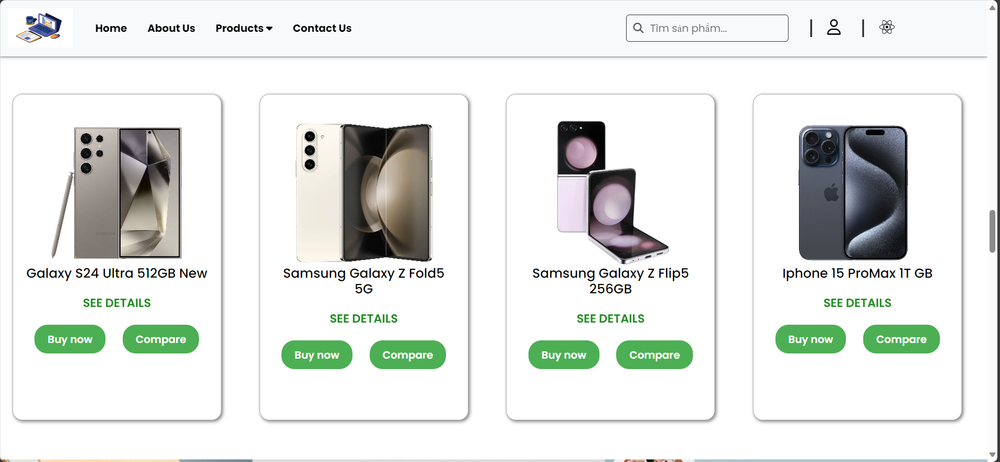 Home
About Us
Products
Contact Us
Tìm sản phẩm...
Galaxy S24 Ultra 512GB New
SEE DETAILS
Buy now
Compare
Samsung Galaxy Z Fold5
5G
SEE DETAILS
Buy now
Compare
Samsung Galaxy Z Flip5
256GB
SEE DETAILS
Buy now
Compare
Iphone 15 ProMax 1T GB
SEE DETAILS
Buy now
Compare